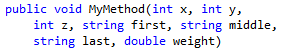 public void MyMethod(int x, int y,
int z, string first, string middle,
string last, double weight)